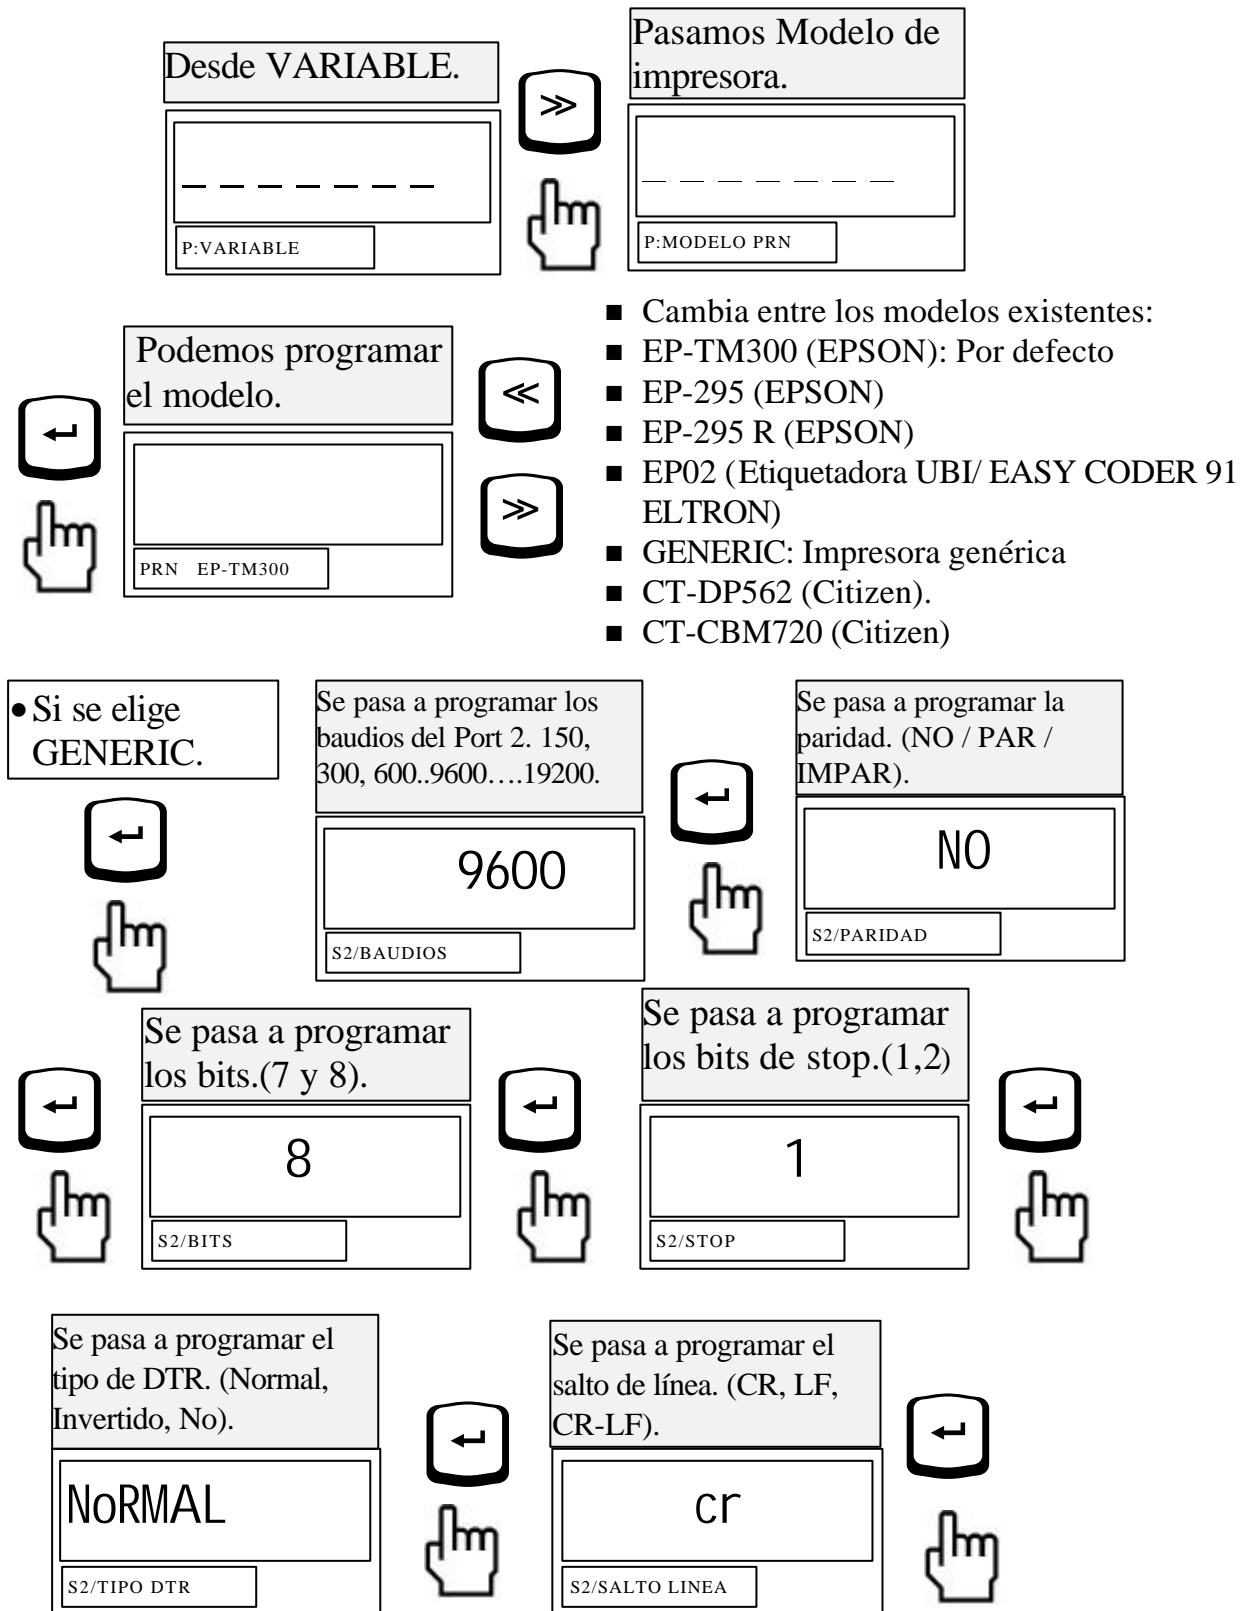 Desde VARIABLE.
Pasamos Modelo de
impresora.
>>
_ _ _ _ _ _ _
P:VARIABLE
_ _ _ _ _ _ _
P:MODELO PRN
Podemos programar
el modelo.
<<
>>
PRN EP-TM300
■ Cambia entre los modelos existentes:
■ EP-TM300 (EPSON): Por defecto
■ EP-295 (EPSON)
■ EP-295 R (EPSON)
■ EP02 (Etiquetadora UBI/ EASY CODER 91
ELTRON)
■ GENERIC: Impresora genérica
■ CT-DP562 (Citizen).
■ CT-CBM720 (Citizen)
• Si se elige
GENERIC.
Se pasa a programar los
baudios del Port 2. 150,
300, 600..9600….19200.
9600
S2/BAUDIOS
Se pasa a programar la
paridad. (NO / PAR /
IMPAR).
NO
S2/PARIDAD
Se pasa a programar
los bits.(7 y 8).
8
S2/BITS
Se pasa a programar
los bits de stop.(1,2)
1
S2/STOP
Se pasa a programar el
tipo de DTR. (Normal,
Invertido, No).
NoRMAL
S2/TIPO DTR
Se pasa a programar el
salto de línea. (CR, LF,
CR-LF).
cr
S2/SALTO LINEA